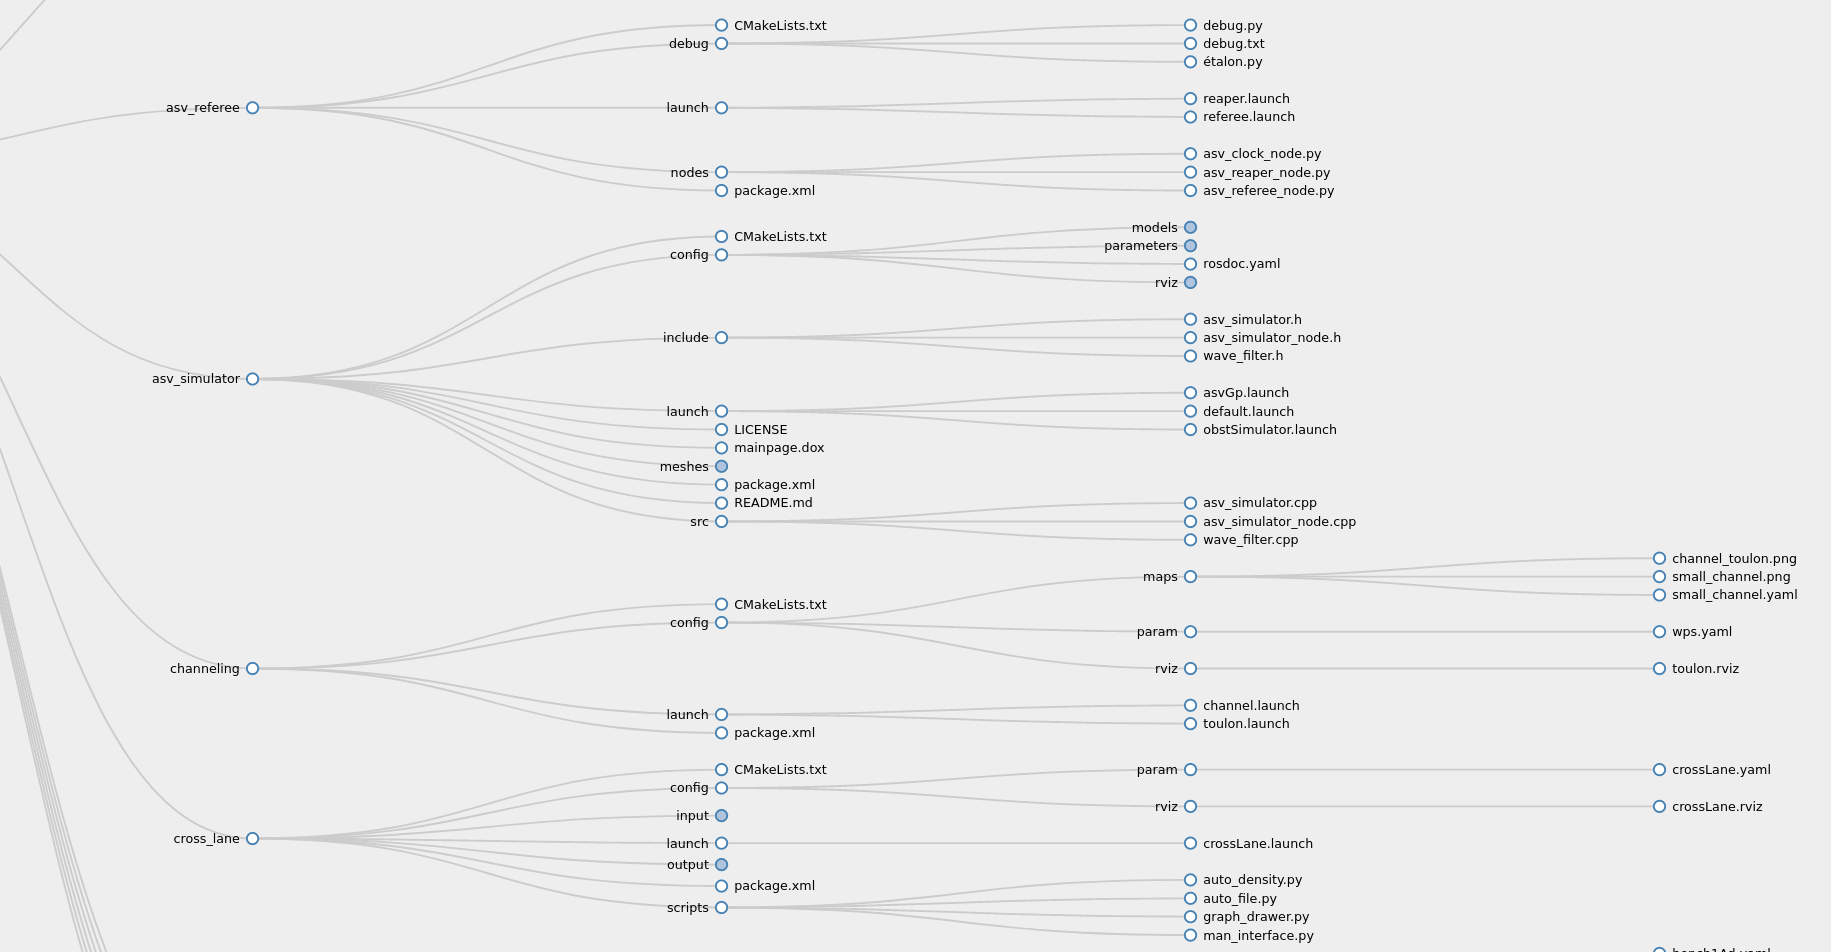 asv_referee
CMakeLists.txt
debug
debug.py
debug.txt
étalon.py
launch
reaper.launch
referee.launch
nodes
asv_clock_node.py
asv_reaper_node.py
asv_referee_node.py
package.xml
asv_simulator
CMakeLists.txt
config
models
parameters
rosdoc.yaml
rviz
include
asv_simulator.h
asv_simulator_node.h
wave_filter.h
launch
asvGp.launch
default.launch
obstSimulator.launch
LICENSE
mainpage.dox
meshes
package.xml
README.md
src
asv_simulator.cpp
asv_simulator_node.cpp
wave_filter.cpp
channeling
CMakeLists.txt
config
maps
channel_toulon.png
small_channel.png
small_channel.yaml
param
wps.yaml
rviz
toulon.rviz
launch
channel.launch
toulon.launch
package.xml
cross_lane
CMakeLists.txt
config
param
crossLane.yaml
rviz
crossLane.rviz
input
launch
crossLane.launch
output
package.xml
scripts
auto_density.py
auto_file.py
graph_drawer.py
man_interface.py